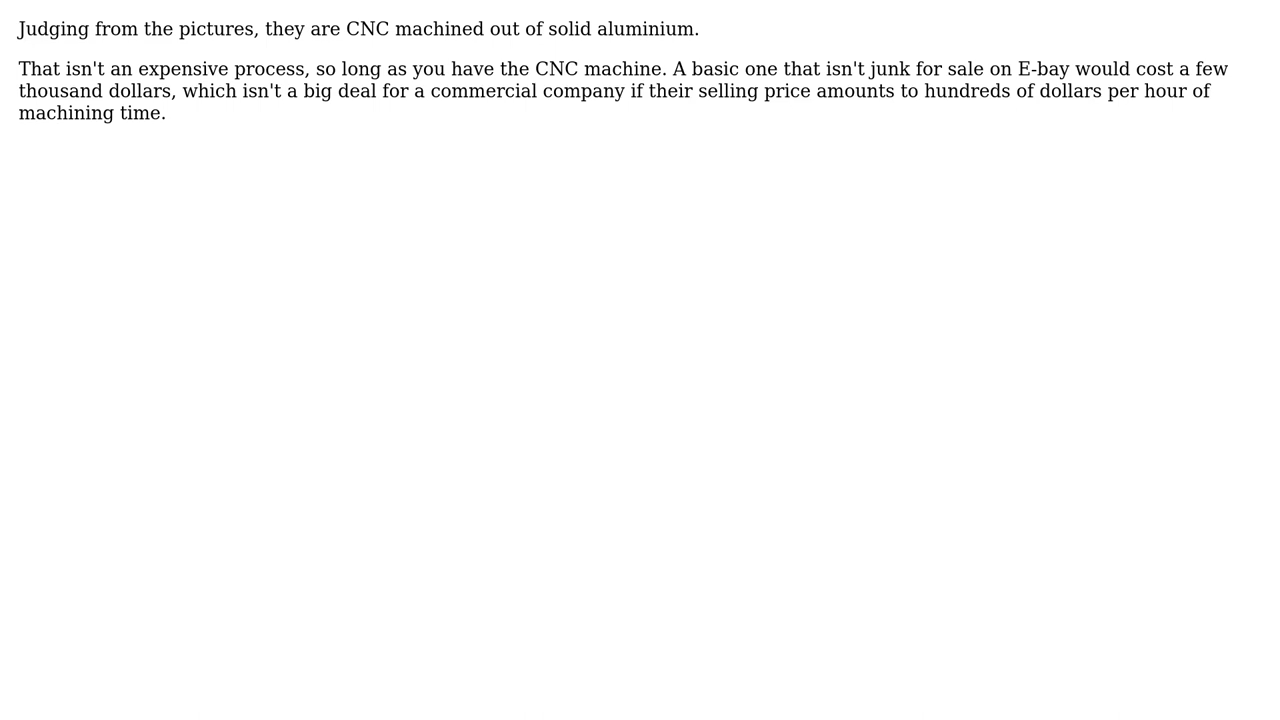 Judging from the pictures, they are CNC machined out of solid aluminium.
That isn't an expensive process, so long as you have the CNC machine. A basic one that isn't junk for sale on E-bay would cost a few
thousand dollars, which isn't a big deal for a commercial company if their selling price amounts to hundreds of dollars per hour of
machining time.